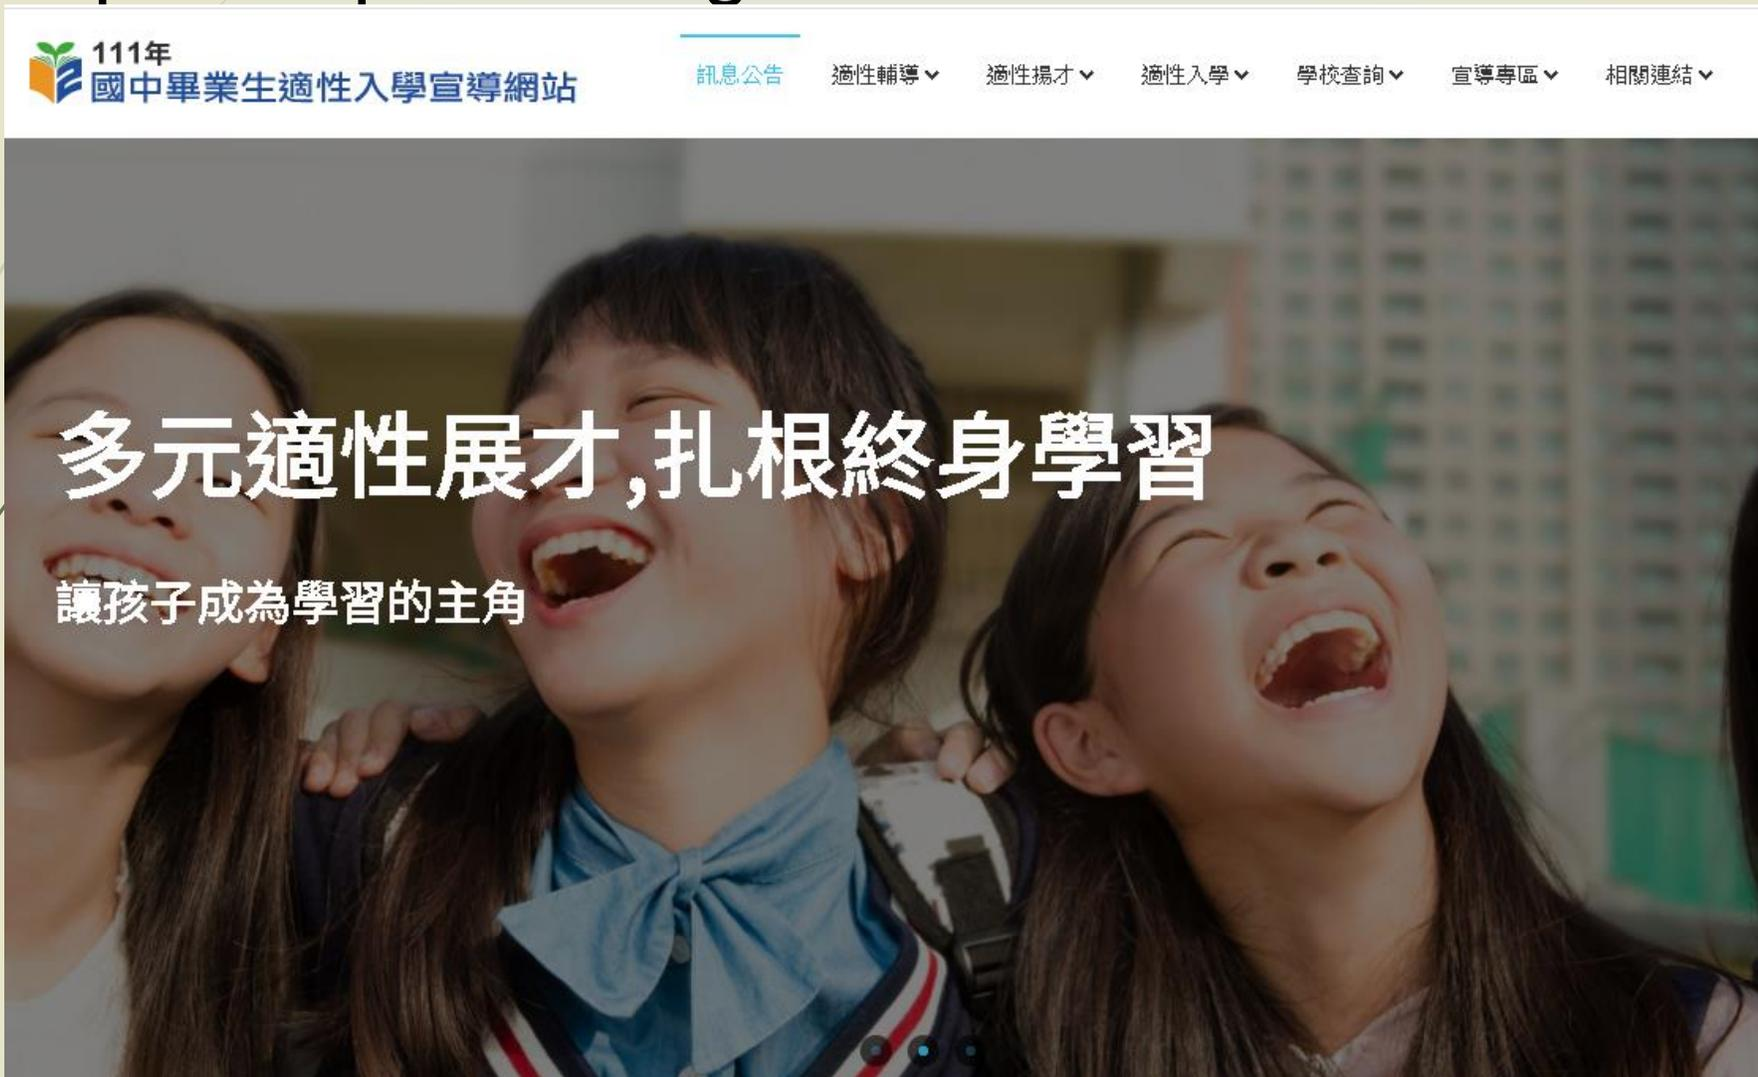 111年
國中畢業生適性入學宣導網站
訊息公告 適性輔導 適性揚才 適性入學 學校查詢 宣導專區 相關連結
多元適性展才,扎根終身學習
讓孩子成為學習的主角